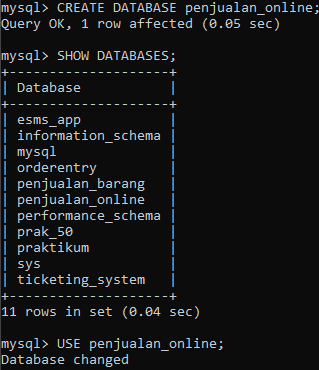 mysql> CREATE DATABASE penjualan_online;
Query OK, 1 row affected (0.05 sec)
mysql> SHOW DATABASES;
+--------------------+
| Database           |
+--------------------+
| esms_app           |
| information_schema |
| mysql              |
| orderentry         |
| penjualan_barang   |
| penjualan_online   |
| performance_schema |
| prak_50            |
| praktikum          |
| sys                |
| ticketing_system   |
+--------------------+
11 rows in set (0.04 sec)
mysql> USE penjualan_online;
Database changed